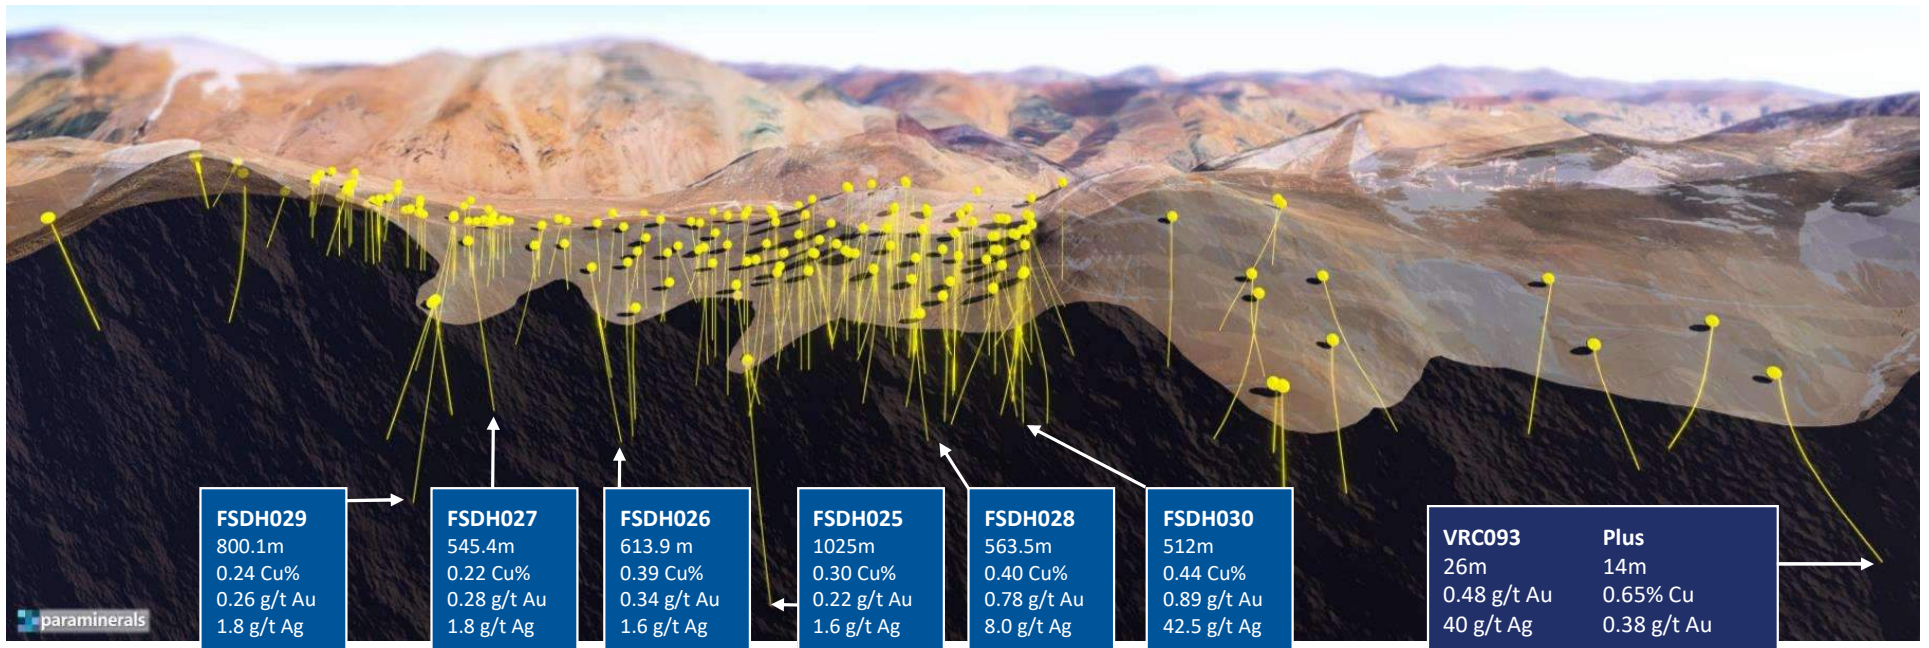 FSDH029
800.1m
0.24 Cu%
0.26 g/t Au
1.8 g/t Ag
FSDH027
545.4m
0.22 Cu%
0.28 g/t Au
1.8 g/t Ag
FSDH026
613.9 m
0.39 Cu%
0.34 g/t Au
1.6 g/t Ag
FSDH025
1025m
0.30 Cu%
0.22 g/t Au
1.6 g/t Ag
FSDH028
563.5m
0.40 Cu%
0.78 g/t Au
8.0 g/t Ag
FSDH030
512m
0.44 Cu%
0.89 g/t Au
42.5 g/t Ag
VRC093
26m
0.48 g/t Au
40 g/t Ag
Plus
14m
0.65% Cu
0.38 g/t Au
paraminerals